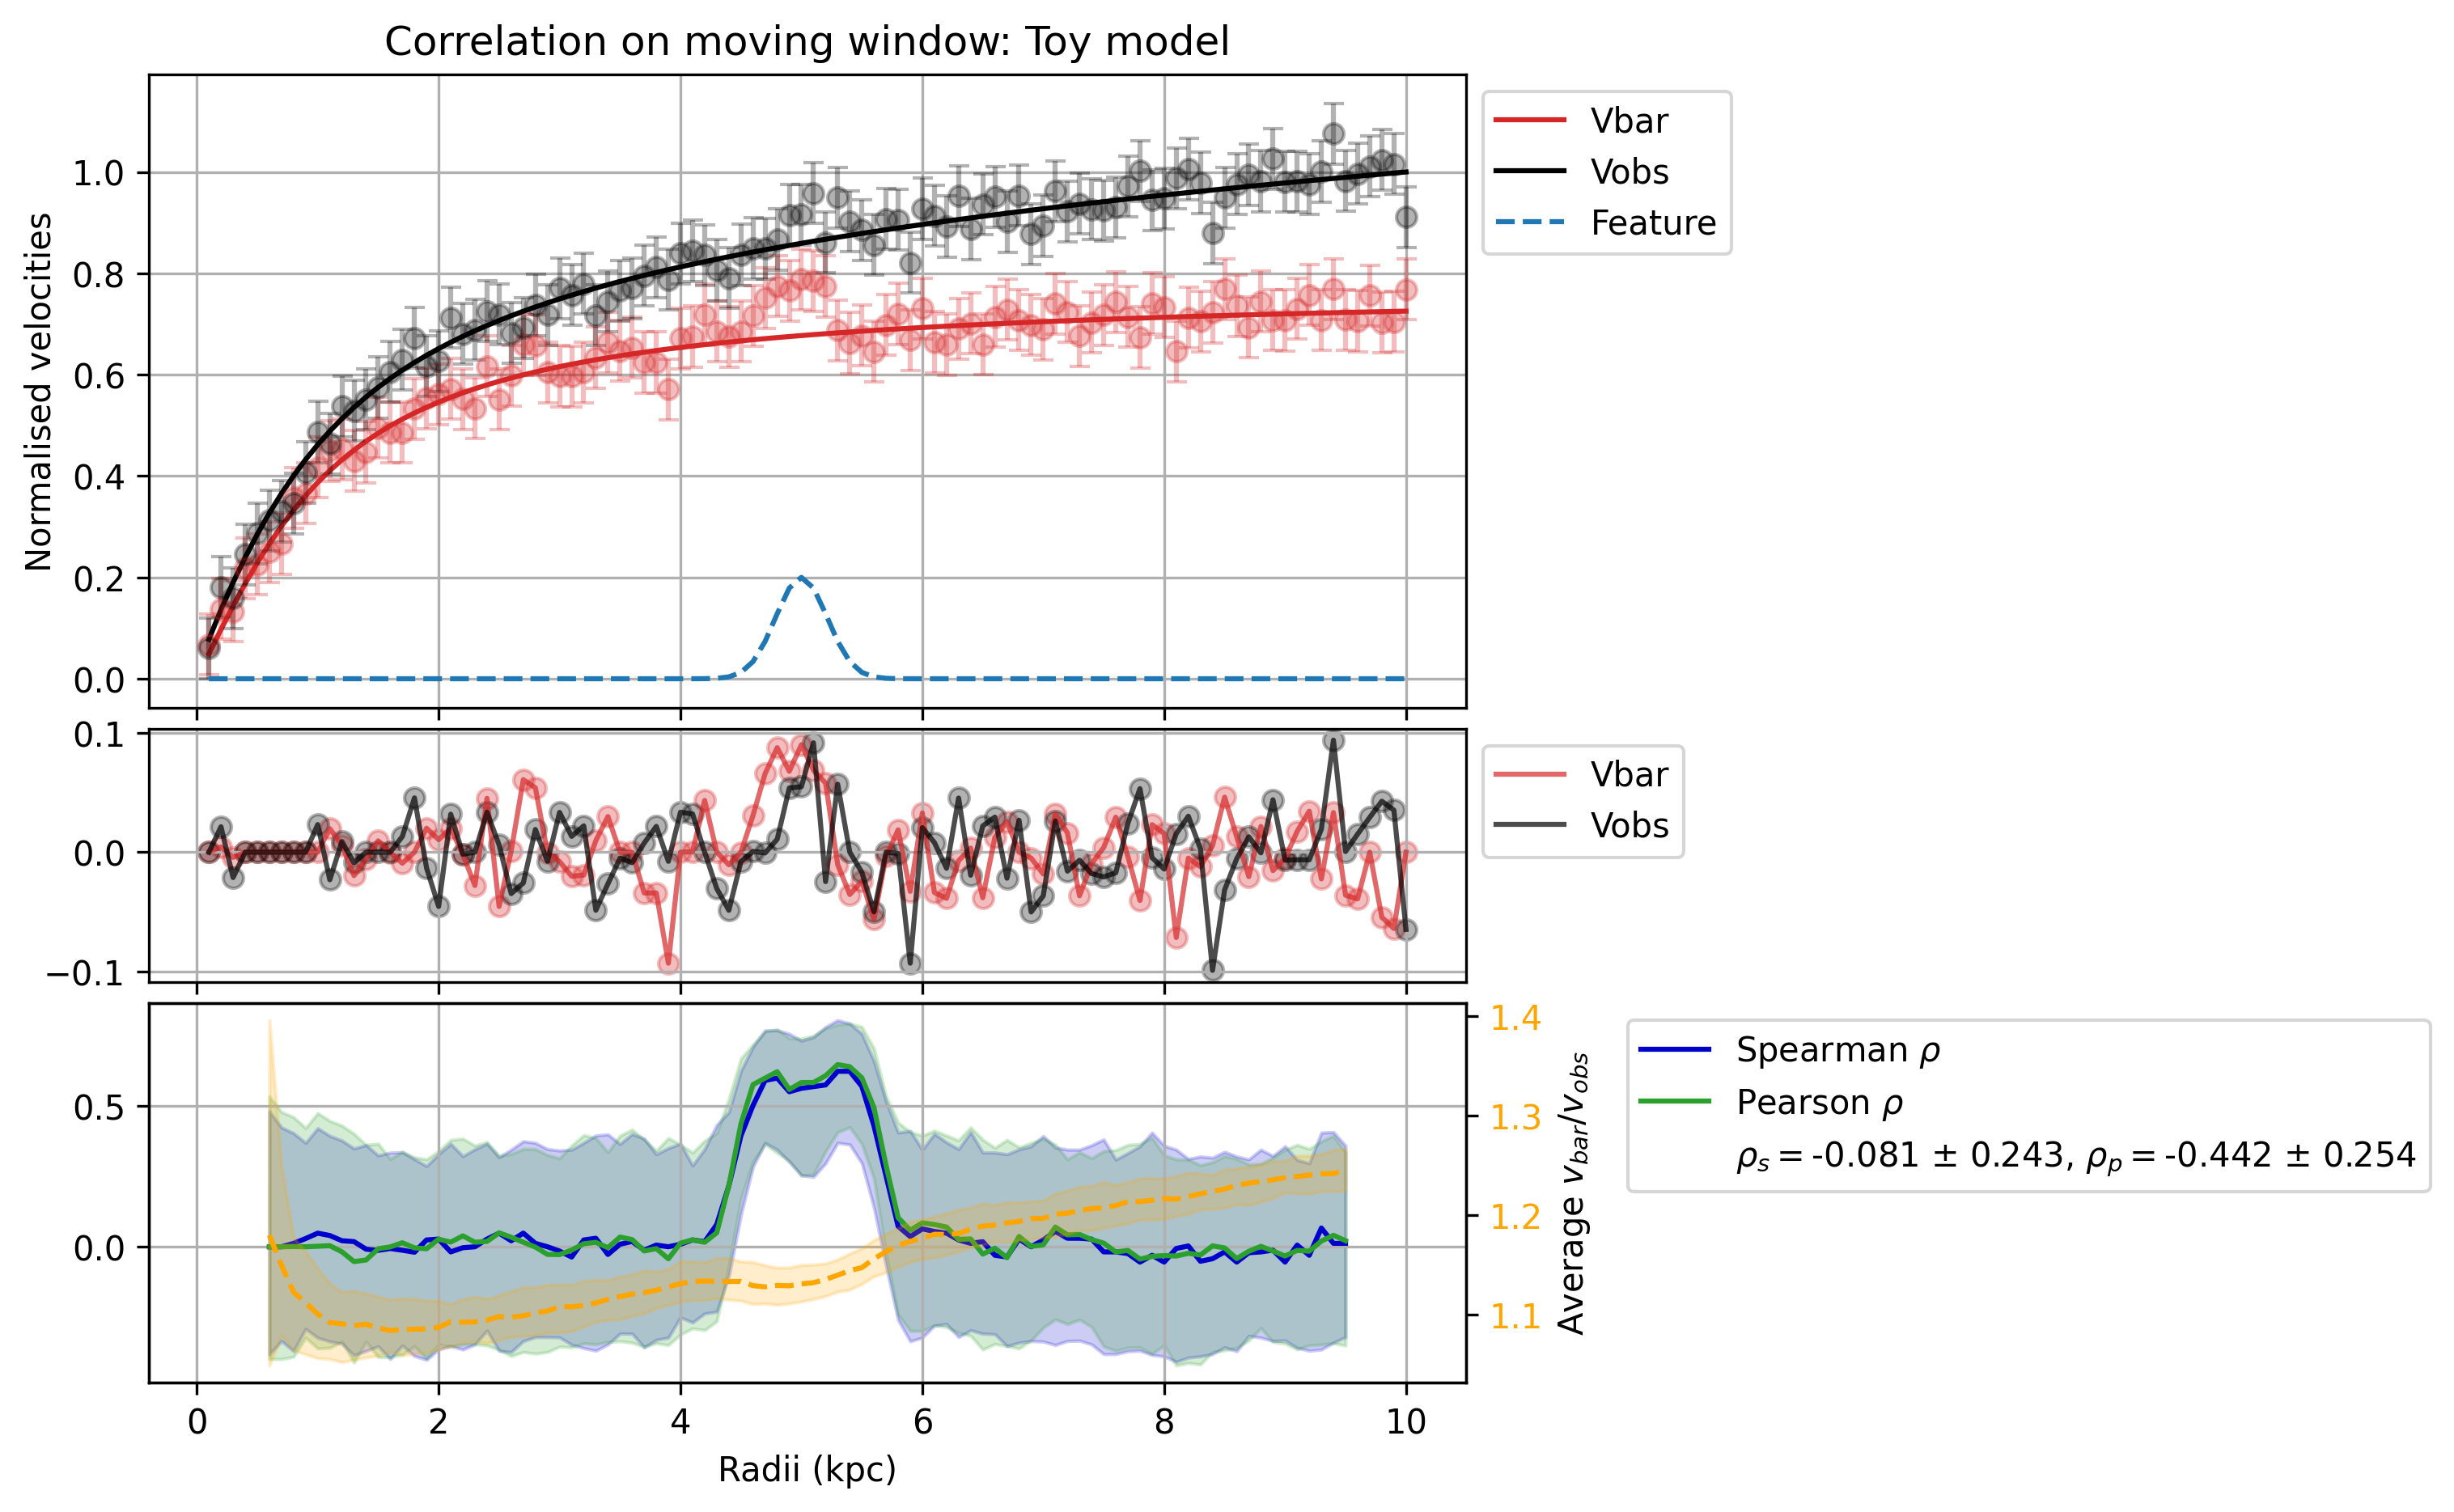 Correlation on moving window: Toy model
Normalised velocities
1.0
0.8
0.6
0.4
0.2
0.0
Vbar
Vobs
Feature
0.1
0.0
−0.1
Vbar
Vobs
0.5
0.0
1.4
1.3
1.2
1.1
Average v_bar/v_obs
Spearman ρ
Pearson ρ
ρ_s = -0.081 ± 0.243, ρ_p = -0.442 ± 0.254
0 2 4 6 8 10
Radii (kpc)